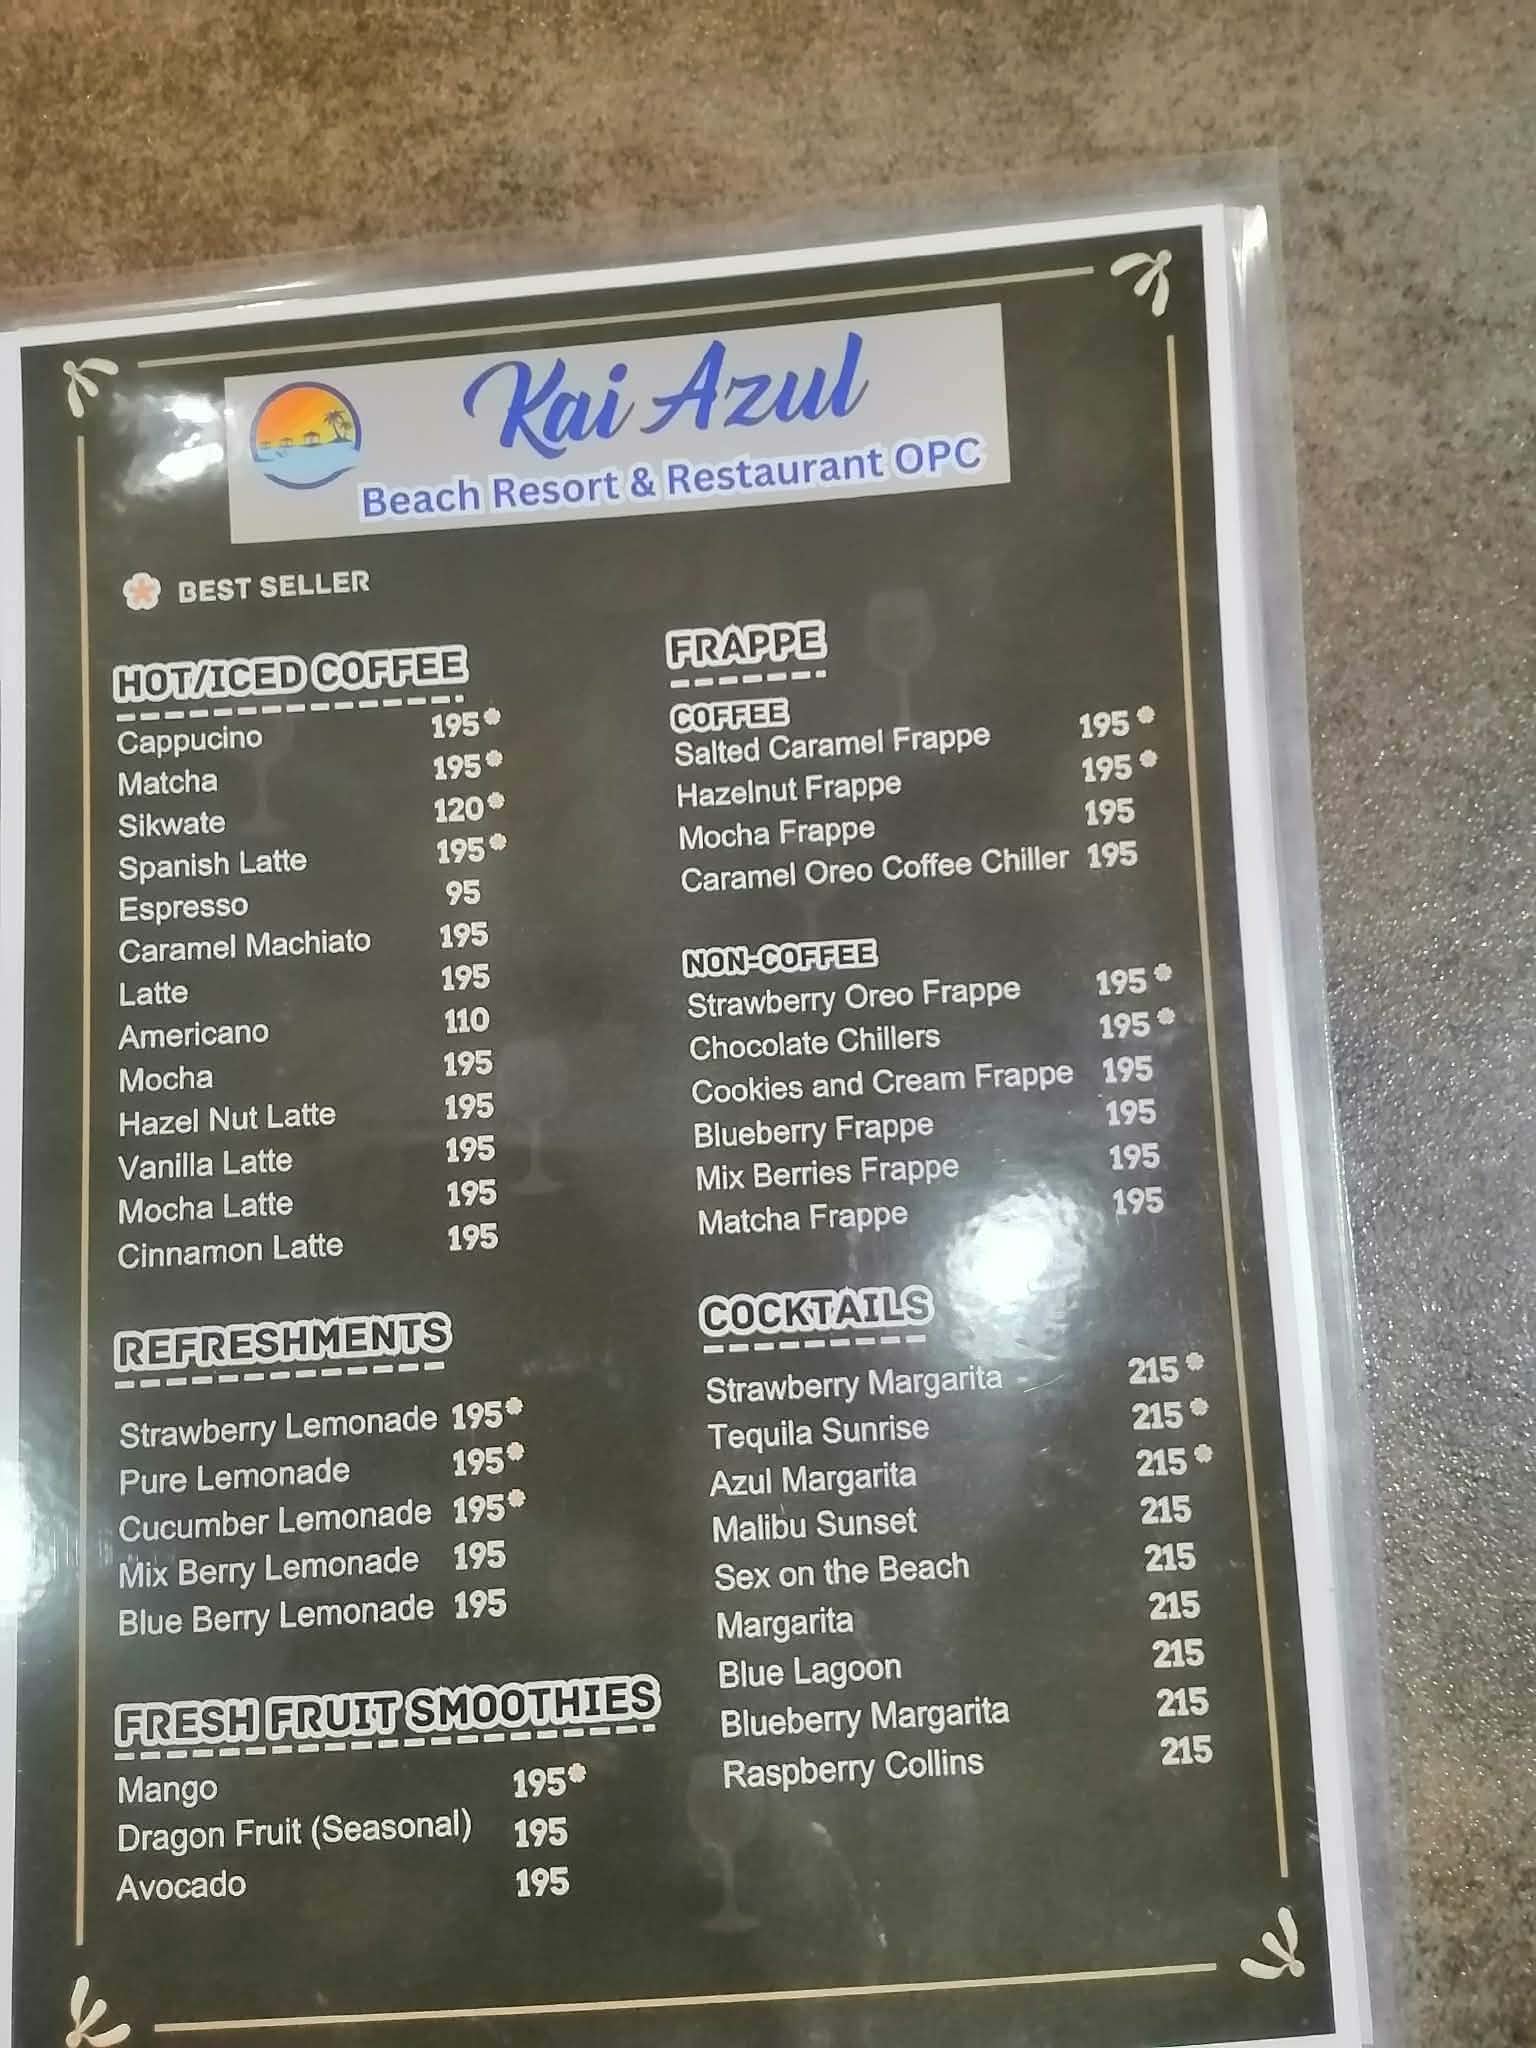 Kai Azul
Beach Resort & Restaurant OPC
BEST SELLER
HOT/ICED COFFEE
Cappucino 195
Matcha 195
Sikwate 120
Spanish Latte 195
Espresso 95
Caramel Machiato 195
Latte 195
Americano 110
Mocha 195
Hazel Nut Latte 195
Vanilla Latte 195
Mocha Latte 195
Cinnamon Latte 195
REFRESHMENTS
Strawberry Lemonade 195
Pure Lemonade 195
Cucumber Lemonade 195
Mix Berry Lemonade 195
Blue Berry Lemonade 195
FRESH FRUIT SMOOTHIES
Mango 195
Dragon Fruit (Seasonal) 195
Avocado 195
FRAPPE
COFFEE
Salted Caramel Frappe 195
Hazelnut Frappe 195
Mocha Frappe 195
Caramel Oreo Coffee Chiller 195
NON-COFFEE
Strawberry Oreo Frappe 195
Chocolate Chillers 195
Cookies and Cream Frappe 195
Blueberry Frappe 195
Mix Berries Frappe 195
Matcha Frappe 195
COCKTAILS
Strawberry Margarita 215
Tequila Sunrise 215
Azul Margarita 215
Malibu Sunset 215
Sex on the Beach 215
Margarita 215
Blue Lagoon 215
Blueberry Margarita 215
Raspberry Collins 215